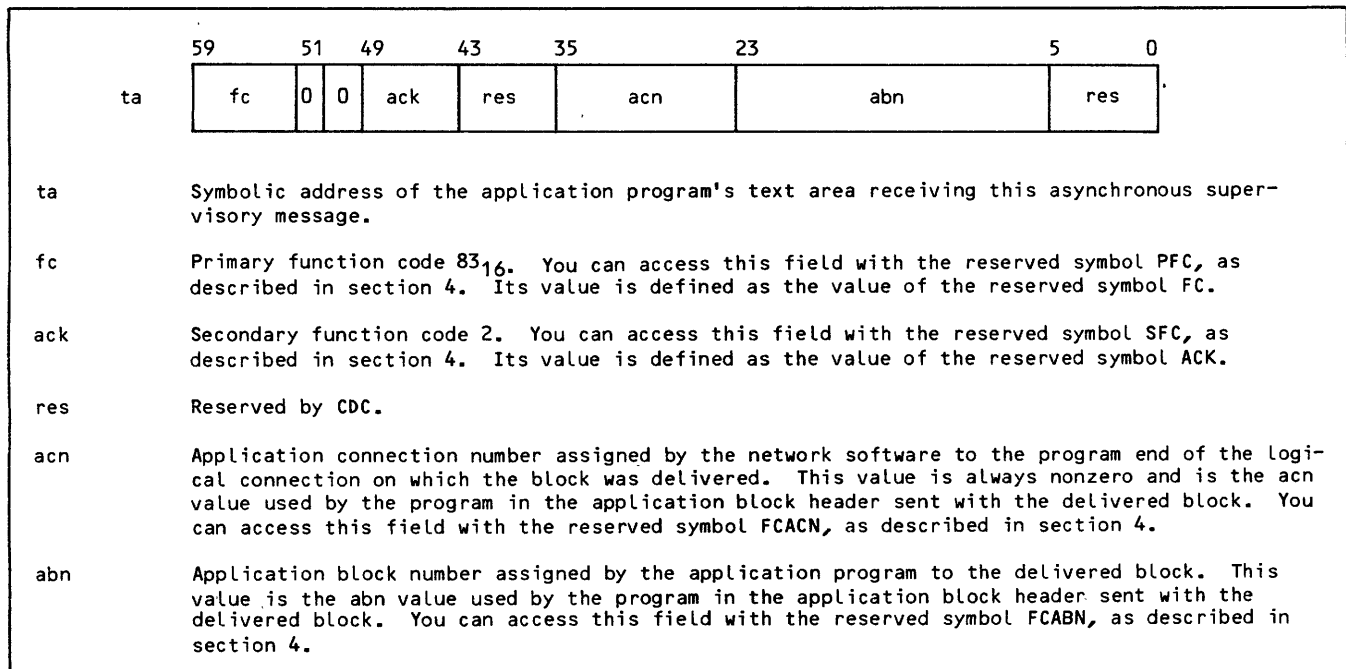 59 51 49 43 35 23 5 0
ta fc 0 0 ack res acn abn res
ta Symbolic address of the application program's text area receiving this asynchronous super-
visory message.
fc Primary function code 83₁₆. You can access this field with the reserved symbol PFC, as
described in section 4. Its value is defined as the value of the reserved symbol FC.
ack Secondary function code 2. You can access this field with the reserved symbol SFC, as
described in section 4. Its value is defined as the value of the reserved symbol ACK.
res Reserved by CDC.
acn Application connection number assigned by the network software to the program end of the logi-
cal connection on which the block was delivered. This value is always nonzero and is the acn
value used by the program in the application block header sent with the delivered block. You
can access this field with the reserved symbol FCACN, as described in section 4.
abn Application block number assigned by the application program to the delivered block. This
value is the abn value used by the program in the application block header sent with the
delivered block. You can access this field with the reserved symbol FCABN, as described in
section 4.